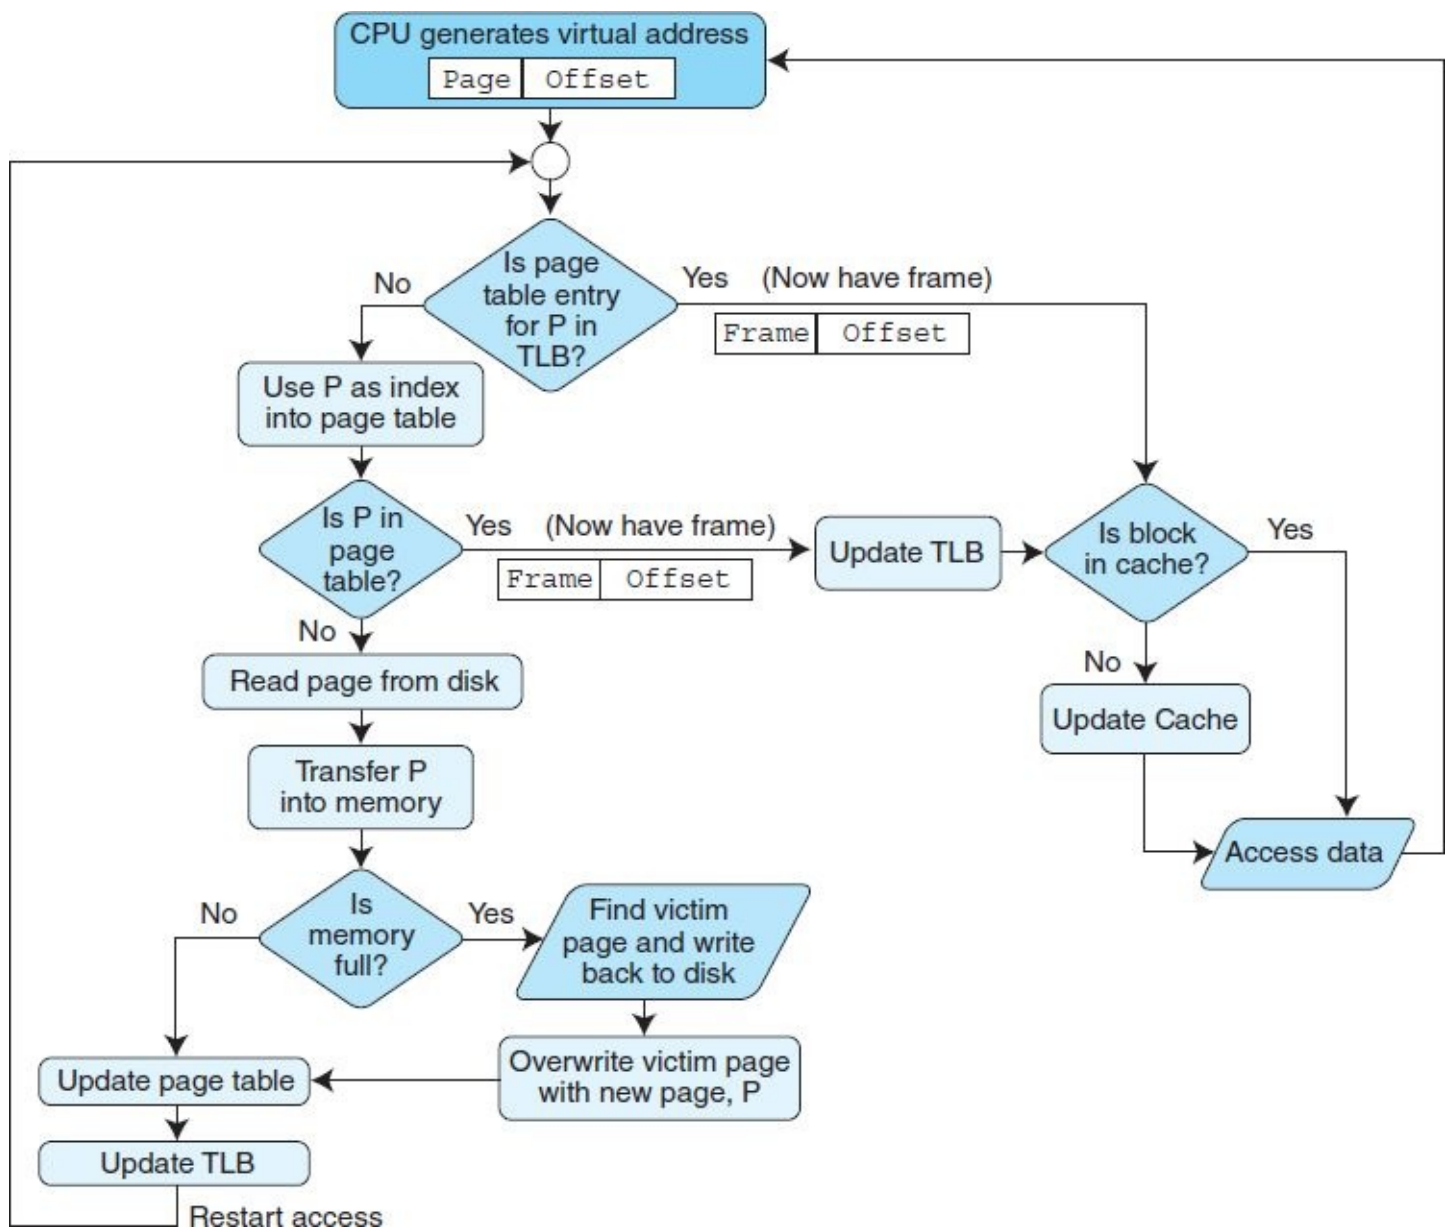 CPU generates virtual address
Page Offset
Is page
table entry
for P in
TLB?
No
Yes (Now have frame)
Frame Offset
Use P as index
into page table
Is P in
page
table?
Yes (Now have frame)
Frame Offset
Update TLB
Is block
in cache?
Yes
No
Update Cache
Access data
No
Read page from disk
Transfer P
into memory
Is
memory
full?
No
Yes
Find victim
page and write
back to disk
Overwrite victim page
with new page, P
Update page table
Update TLB
Restart access